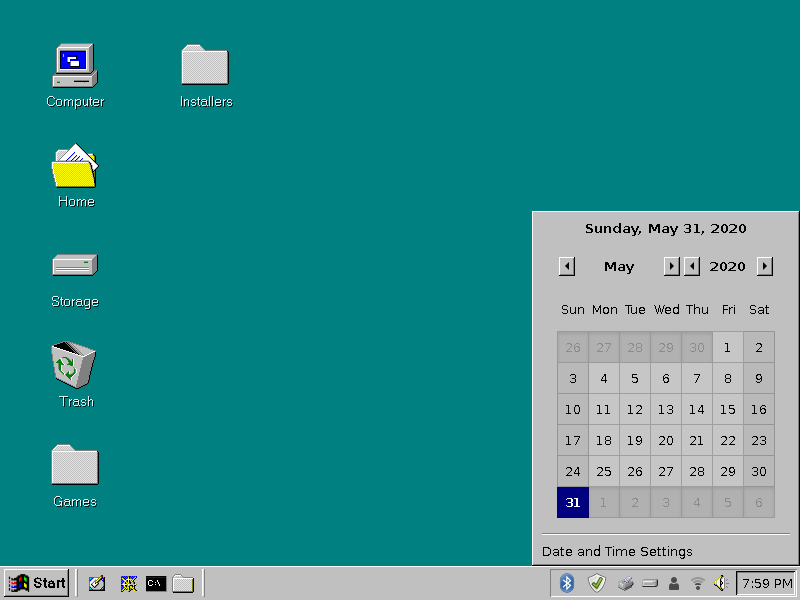 Computer
Installers
Home
Storage
Trash
Games
Sunday, May 31, 2020
May 2020
Sun Mon Tue Wed Thu Fri Sat
26 27 28 29 30 1 2
3 4 5 6 7 8 9
10 11 12 13 14 15 16
17 18 19 20 21 22 23
24 25 26 27 28 29 30
31 1 2 3 4 5 6
Date and Time Settings
Start C:\ 7:59 PM